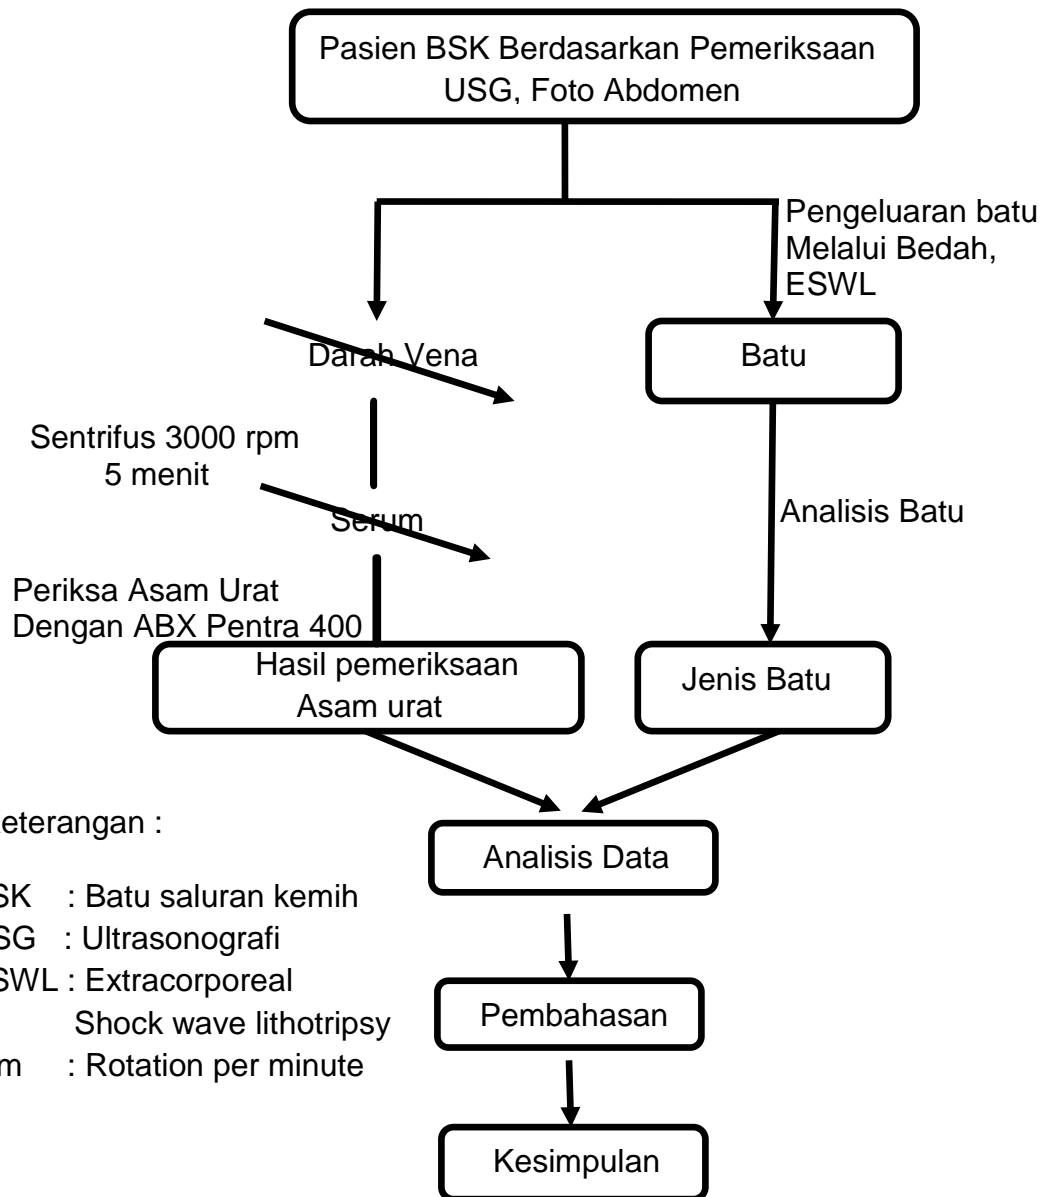 Pasien BSK Berdasarkan Pemeriksaan
USG, Foto Abdomen
Pengeluaran batu
Melalui Bedah,
ESWL
Darah Vena
Batu
Sentrifus 3000 rpm
5 menit
Serum
Analisis Batu
Periksa Asam Urat
Dengan ABX Pentra 400
Hasil pemeriksaan
Asam urat
Jenis Batu
eterangan :
Analisis Data
SK : Batu saluran kemih
SG : Ultrasonografi
SWL : Extracorporeal
Shock wave lithotripsy
m : Rotation per minute
Pembahasan
Kesimpulan